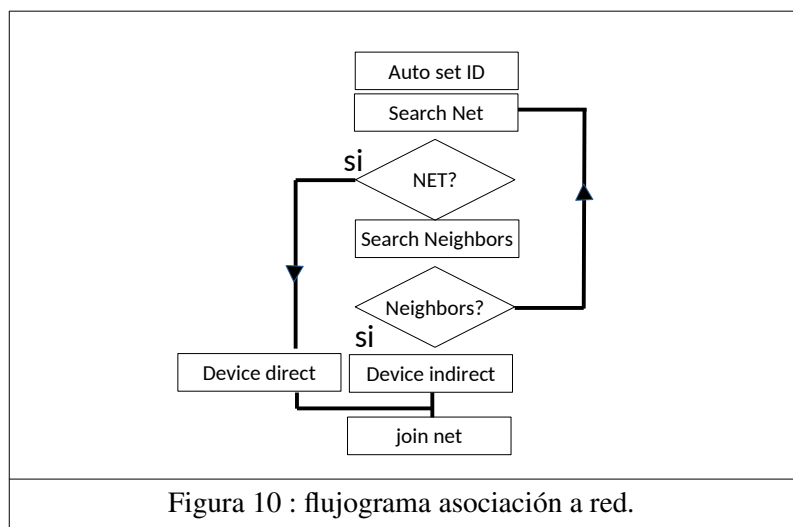 Auto set ID
Search Net
si
NET?
Search Neighbors
Neighbors?
si
Device direct
Device indirect
join net
Figura 10 : flujograma asociación a red.